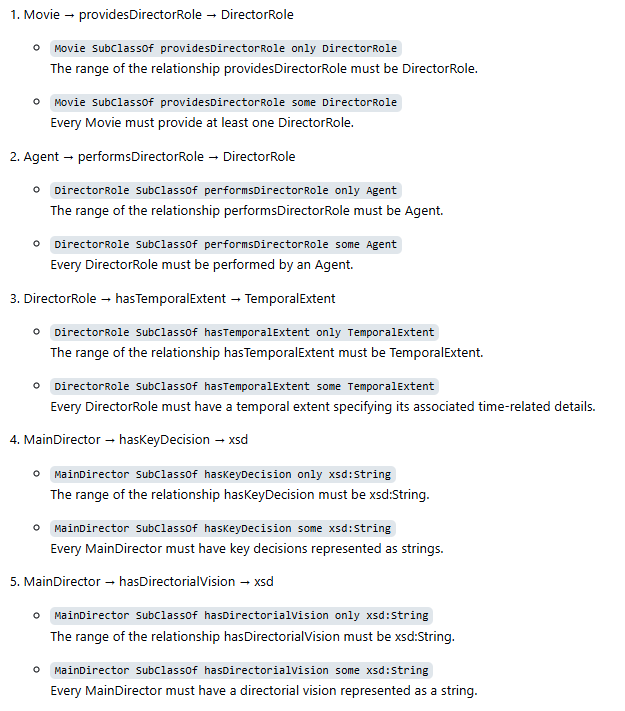 1. Movie → providesDirectorRole → DirectorRole
Movie SubClassOf providesDirectorRole only DirectorRole
The range of the relationship providesDirectorRole must be DirectorRole.
Movie SubClassOf providesDirectorRole some DirectorRole
Every Movie must provide at least one DirectorRole.
2. Agent → performsDirectorRole → DirectorRole
DirectorRole SubClassOf performsDirectorRole only Agent
The range of the relationship performsDirectorRole must be Agent.
DirectorRole SubClassOf performsDirectorRole some Agent
Every DirectorRole must be performed by an Agent.
3. DirectorRole → hasTemporalExtent → TemporalExtent
DirectorRole SubClassOf hasTemporalExtent only TemporalExtent
The range of the relationship hasTemporalExtent must be TemporalExtent.
DirectorRole SubClassOf hasTemporalExtent some TemporalExtent
Every DirectorRole must have a temporal extent specifying its associated time-related details.
4. MainDirector → hasKeyDecision → xsd
MainDirector SubClassOf hasKeyDecision only xsd:String
The range of the relationship hasKeyDecision must be xsd:String.
MainDirector SubClassOf hasKeyDecision some xsd:String
Every MainDirector must have key decisions represented as strings.
5. MainDirector → hasDirectorialVision → xsd
MainDirector SubClassOf hasDirectorialVision only xsd:String
The range of the relationship hasDirectorialVision must be xsd:String.
MainDirector SubClassOf hasDirectorialVision some xsd:String
Every MainDirector must have a directorial vision represented as a string.